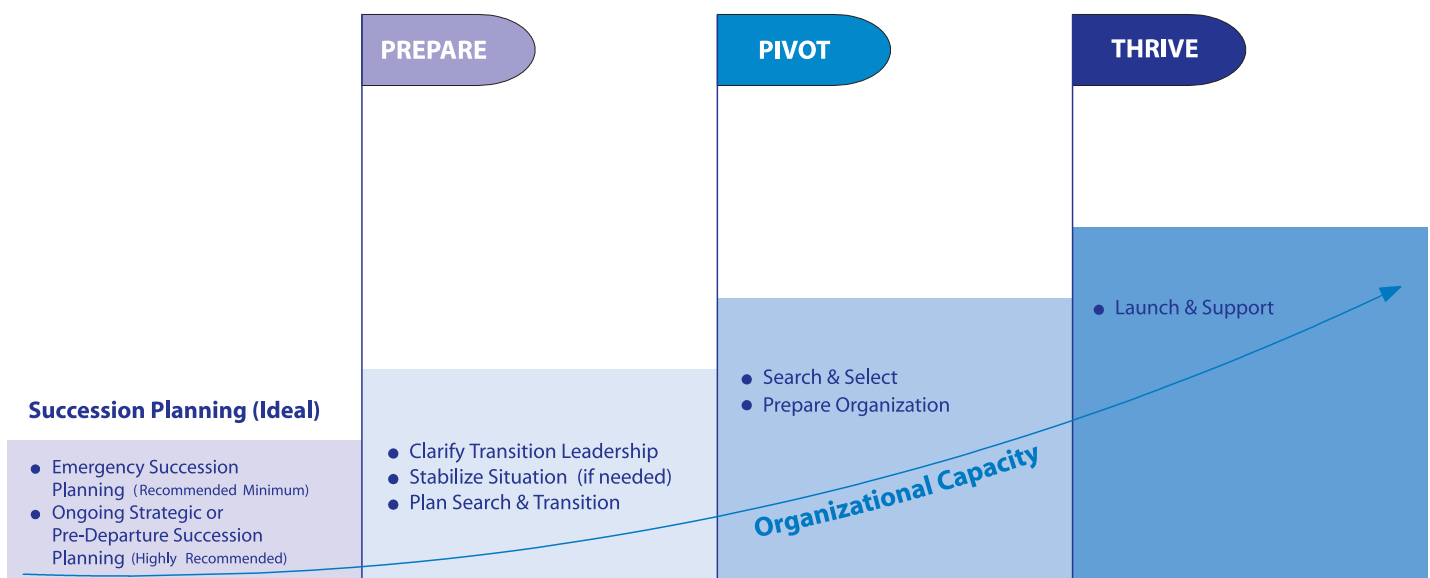 PREPARE
PIVOT
THRIVE
Succession Planning (Ideal)
● Emergency Succession
Planning (Recommended Minimum)
● Ongoing Strategic or
Pre-Departure Succession
Planning (Highly Recommended)
● Clarify Transition Leadership
● Stabilize Situation (if needed)
● Plan Search & Transition
● Search & Select
● Prepare Organization
● Launch & Support
Organizational Capacity